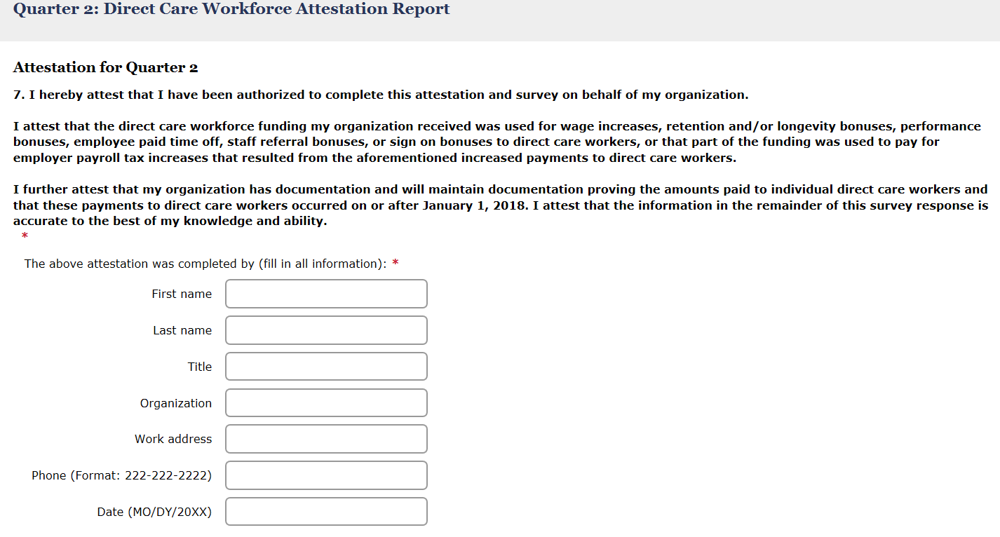 Quarter 2: Direct Care Workforce Attestation Report
Attestation for Quarter 2
7. I hereby attest that I have been authorized to complete this attestation and survey on behalf of my organization.
I attest that the direct care workforce funding my organization received was used for wage increases, retention and/or longevity bonuses, performance
bonuses, employee paid time off, staff referral bonuses, or sign on bonuses to direct care workers, or that part of the funding was used to pay for
employer payroll tax increases that resulted from the aforementioned increased payments to direct care workers.
I further attest that my organization has documentation and will maintain documentation proving the amounts paid to individual direct care workers and
that these payments to direct care workers occurred on or after January 1, 2018. I attest that the information in the remainder of this survey response is
accurate to the best of my knowledge and ability.
*
The above attestation was completed by (fill in all information): *
First name
Last name
Title
Organization
Work address
Phone (Format: 222-222-2222)
Date (MO/DY/20XX)